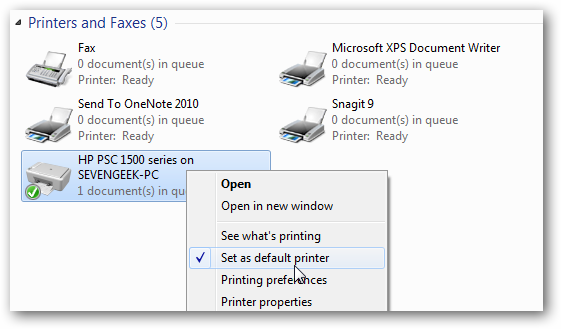 Printers and Faxes (5)
Fax
0 document(s) in queue
Printer: Ready
Microsoft XPS Document Writer
0 document(s) in queue
Printer: Ready
Send To OneNote 2010
0 document(s) in queue
Printer: Ready
Snagit 9
0 document(s) in queue
Printer: Ready
HP PSC 1500 series on
SEVENGEEK-PC
1 document(s) in qu
Open
Open in new window
See what's printing
Set as default printer
Printing preferences
Printer properties